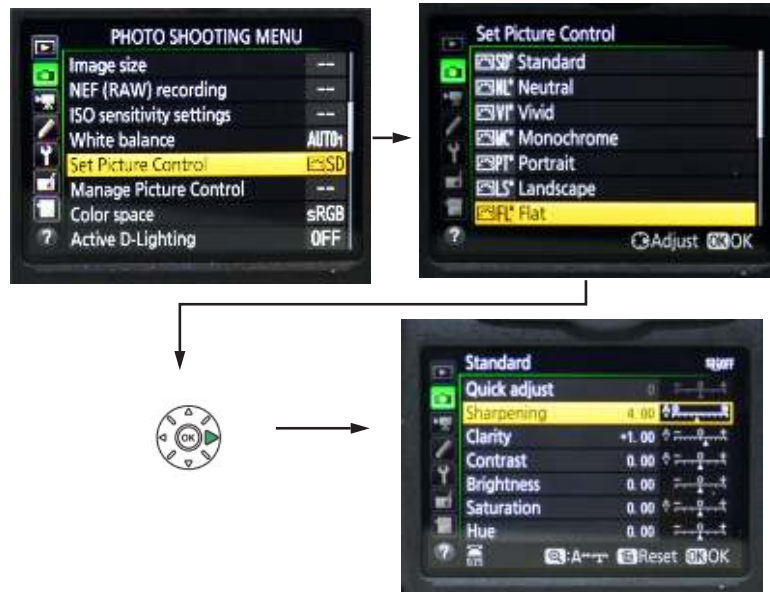 PHOTO SHOOTING MENU
Image size --
NEF (RAW) recording --
ISO sensitivity settings --
White balance AUTO1
Set Picture Control SD
Manage Picture Control --
Color space sRGB
Active D-Lighting OFF
?
Set Picture Control
SD* Standard
NL* Neutral
VI* Vivid
MC* Monochrome
PT* Portrait
LS* Landscape
FL* Flat
? Adjust OK OK
OK
Standard
Quick adjust 0
Sharpening 4.00 A
Clarity +1.00
Contrast 0.00
Brightness 0.00
Saturation 0.00
Hue 0.00
? :A Reset OK OK